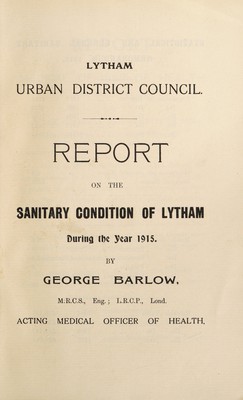 LYTHAM
URBAN DISTRICT COUNCIL.
REPORT
ON THE
SANITARY CONDITION OF LYTHAM
During the Year 1915.
BY
GEORGE BARLOW,
M.R.C.S., Eng.; L.R.C.P., Lond.
ACTING MEDICAL OFFICER OF HEALTH.